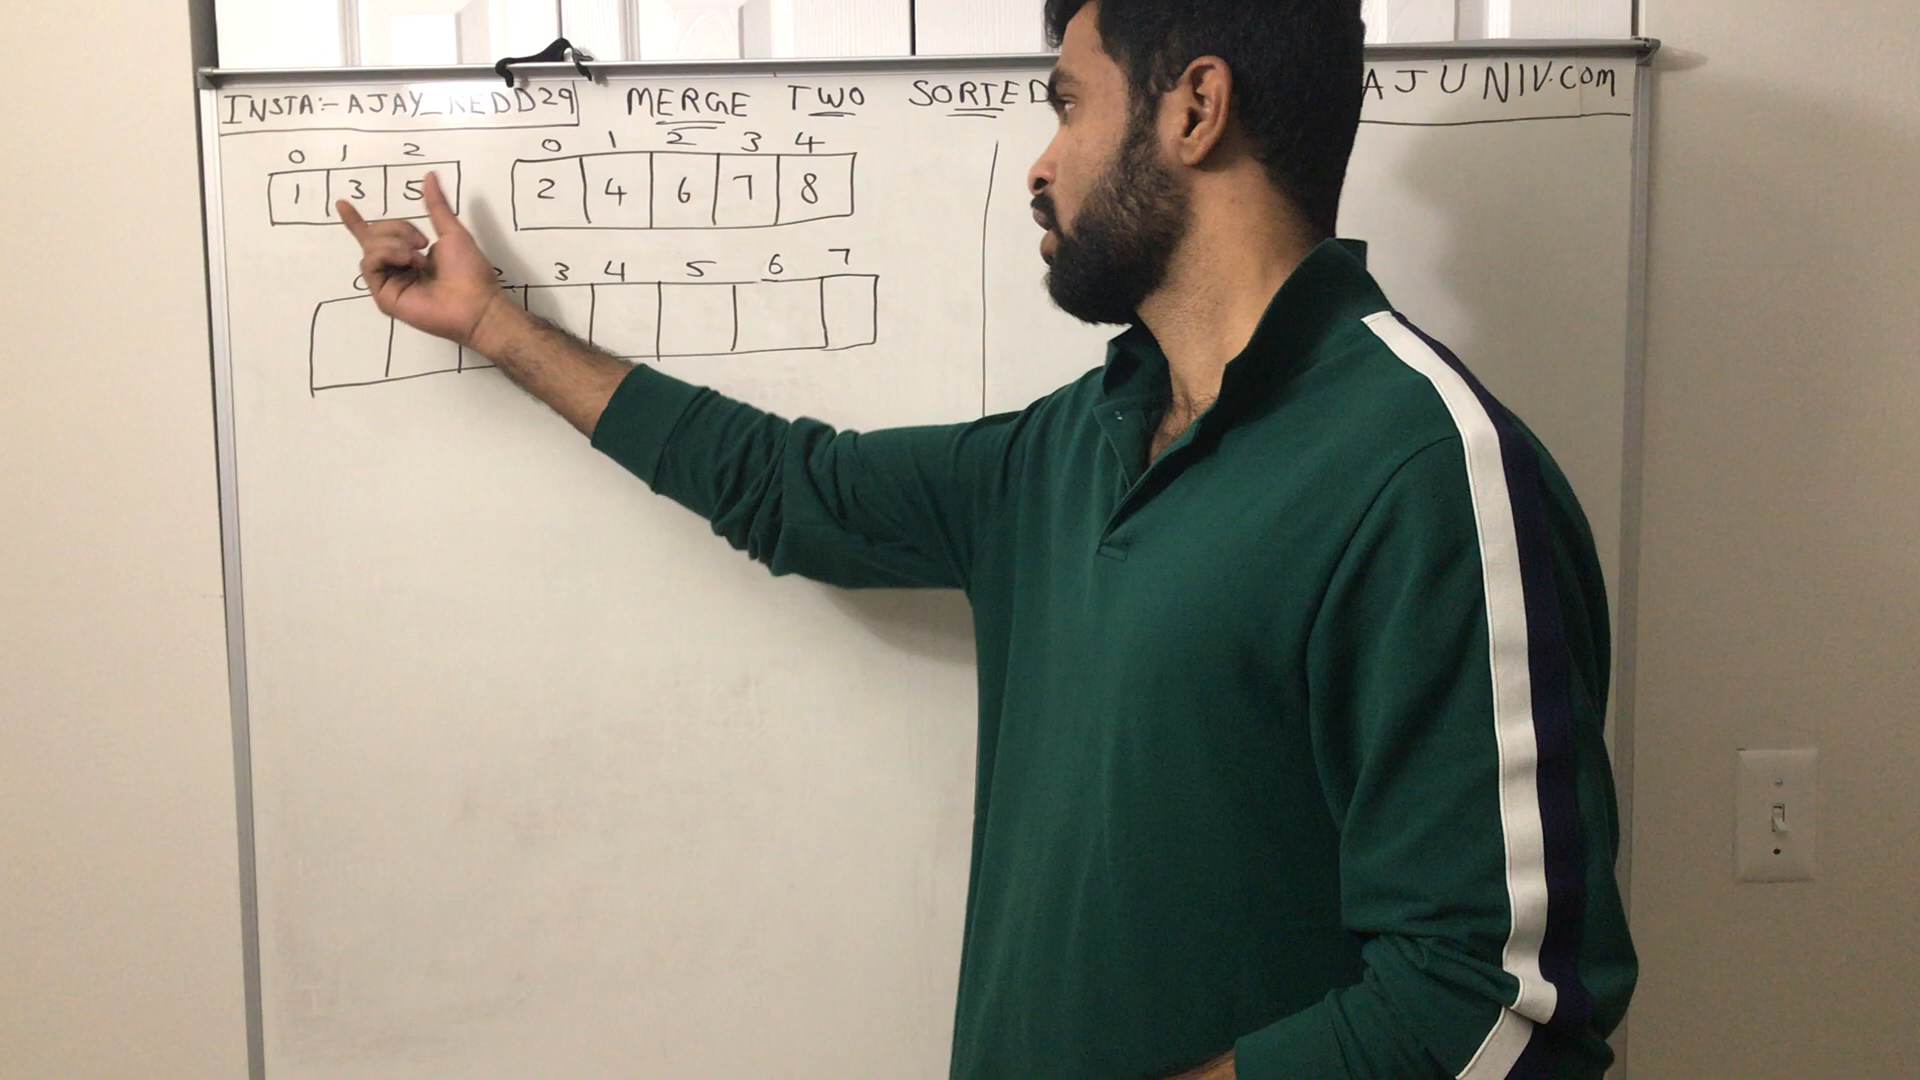 INSTA:- AJAY_REDD29 MERGE TWO SORTED AJUNIV.COM
0 1 2 0 1 2 3 4
1 3 5 2 4 6 7 8
2 3 4 5 6 7